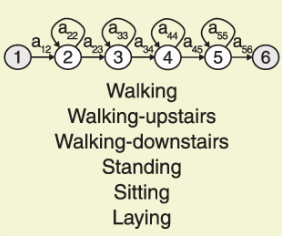 a22 a33 a44 a55
a12 a23 a34 a45 a56
1 2 3 4 5 6
Walking
Walking-upstairs
Walking-downstairs
Standing
Sitting
Laying